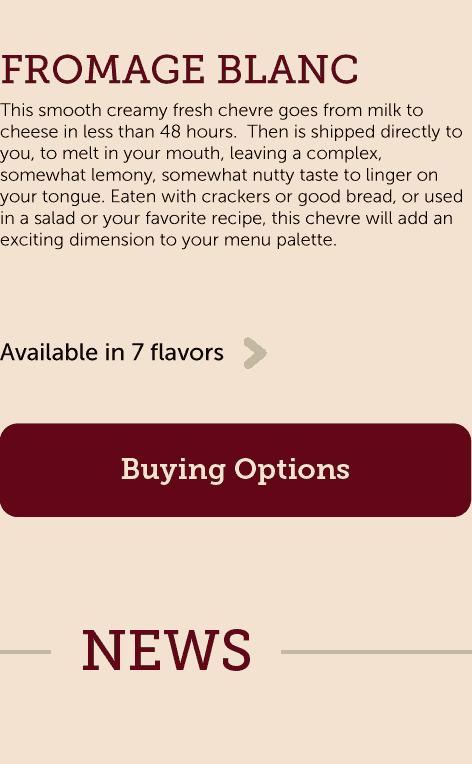 FROMAGE BLANC
This smooth creamy fresh chevre goes from milk to
cheese in less than 48 hours.  Then is shipped directly to
you, to melt in your mouth, leaving a complex,
somewhat lemony, somewhat nutty taste to linger on
your tongue. Eaten with crackers or good bread, or used
in a salad or your favorite recipe, this chevre will add an
exciting dimension to your menu palette.
Available in 7 flavors
Buying Options
NEWS